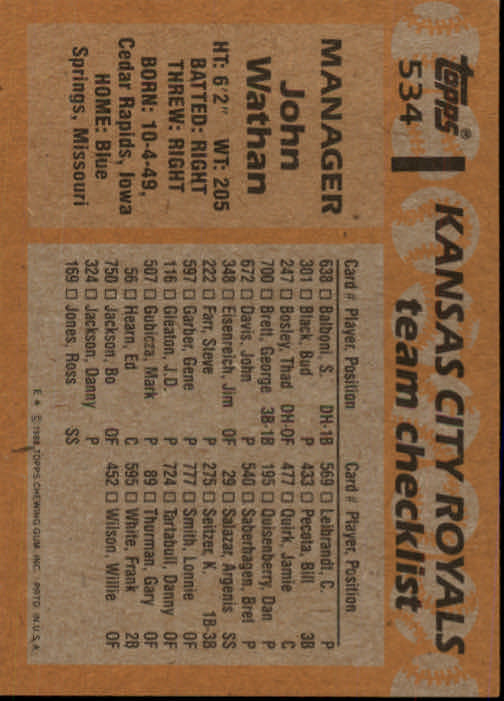 topps®
534
KANSAS CITY ROYALS
team checklist
MANAGER
John
Wathan
HT: 6'2" WT: 205
BATTED: RIGHT
THREW: RIGHT
BORN: 10-4-49,
Cedar Rapids, Iowa
HOME: Blue
Springs, Missouri
Card # Player, Position
638 □ Balboni, S. DH-1B
301 □ Black, Bud P
247 □ Bosley, Thad DH-OF
700 □ Brett, George 3B-1B
672 □ Davis, John P
348 □ Eisenreich, Jim OF
222 □ Farr, Steve P
597 □ Garber, Gene P
116 □ Gleaton, J.D. P
507 □ Gubicza, Mark P
56 □ Hearn, Ed C
750 □ Jackson, Bo OF
324 □ Jackson, Danny P
169 □ Jones, Ross SS
Card # Player, Position
569 □ Leibrandt, C. P
433 □ Pecota, Bill 3B
477 □ Quirk, Jamie C
195 □ Quisenberry, Dan P
540 □ Saberhagen, Bret P
29 □ Salazar, Argenis SS
275 □ Seitzer, K. 1B-3B
777 □ Smith, Lonnie OF
724 □ Tartabull, Danny OF
89 □ Thurman, Gary OF
595 □ White, Frank 2B
452 □ Wilson, Willie OF
E * © 1988 TOPPS CHEWING GUM, INC. PRTD. IN U.S.A.